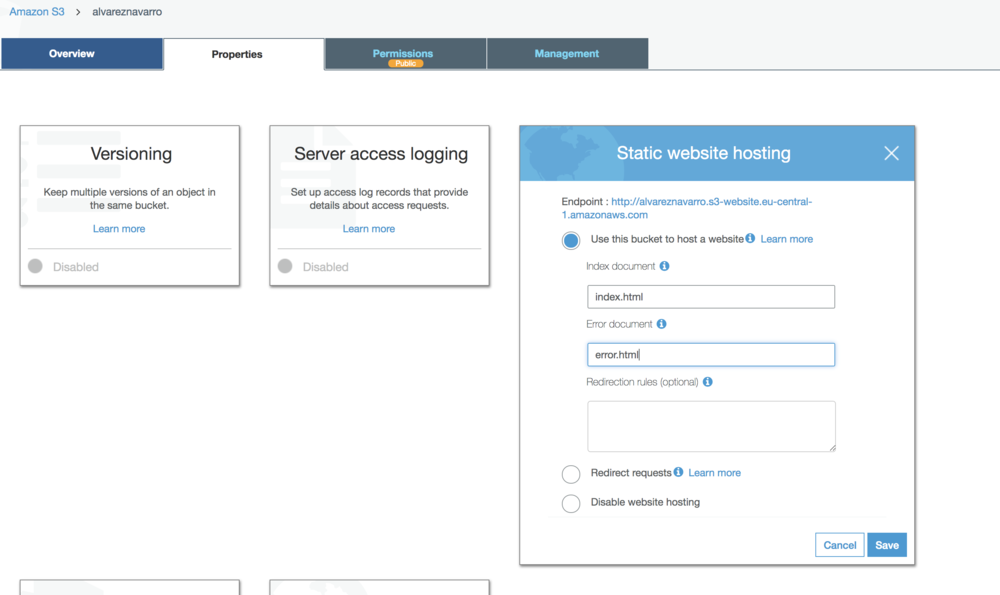 Amazon S3 > alvareznavarro
Overview
Properties
Permissions
Public
Management
Versioning
Keep multiple versions of an object in
the same bucket.
Learn more
Disabled
Server access logging
Set up access log records that provide
details about access requests.
Learn more
Disabled
Static website hosting
Endpoint : http://alvareznavarro.s3-website.eu-central-
1.amazonaws.com
Use this bucket to host a website Learn more
Index document
index.html
Error document
error.html
Redirection rules (optional)
Redirect requests Learn more
Disable website hosting
Cancel
Save